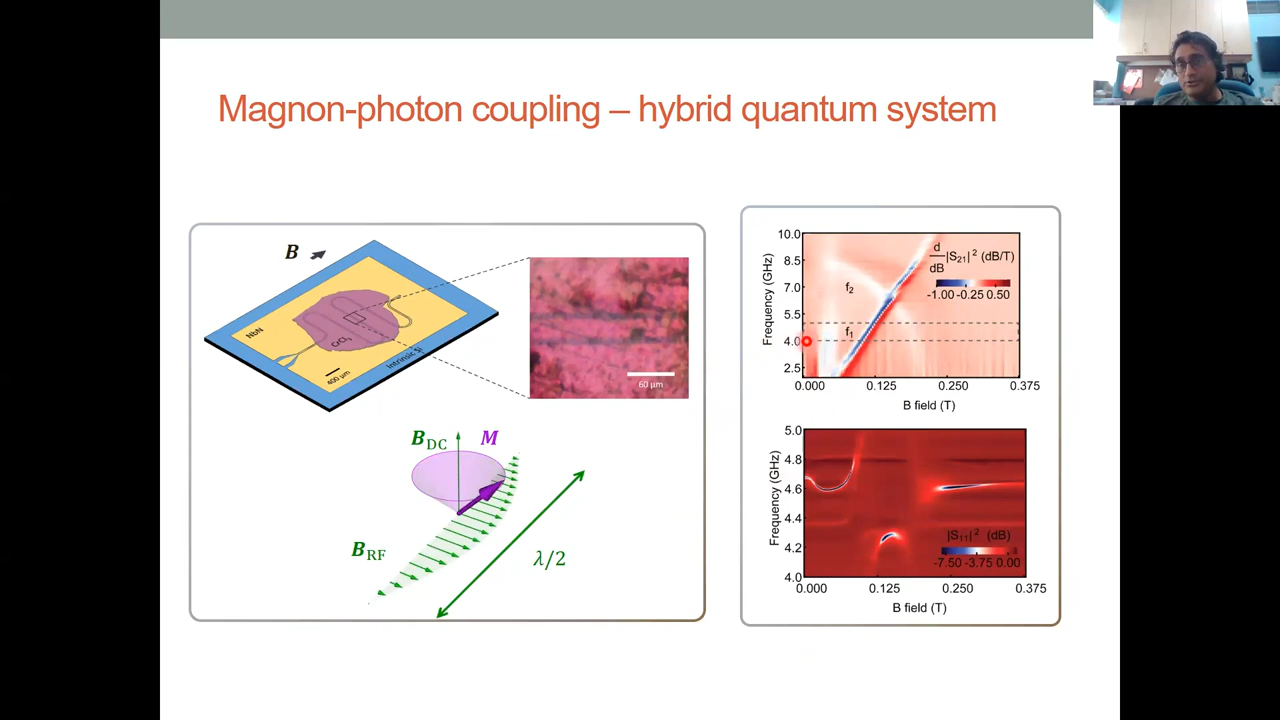 Magnon-photon coupling – hybrid quantum system
B
NbN
CrCl₃
400 μm
Intrinsic Si
60 μm
B_DC
M
B_RF
λ/2
10.0
8.5
7.0
5.5
4.0
2.5
Frequency (GHz)
f₂
f₁
d/dB |S₂₁|² (dB/T)
-1.00 -0.25 0.50
0.000 0.125 0.250 0.375
B field (T)
5.0
4.8
4.6
4.4
4.2
4.0
Frequency (GHz)
|S₁₁|² (dB)
-7.50 -3.75 0.00
0.000 0.125 0.250 0.375
B field (T)